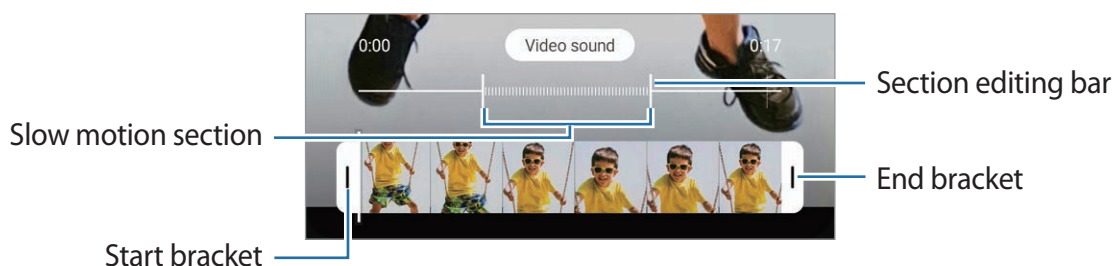 0:00
Video sound
0:17
Section editing bar
Slow motion section
End bracket
Start bracket